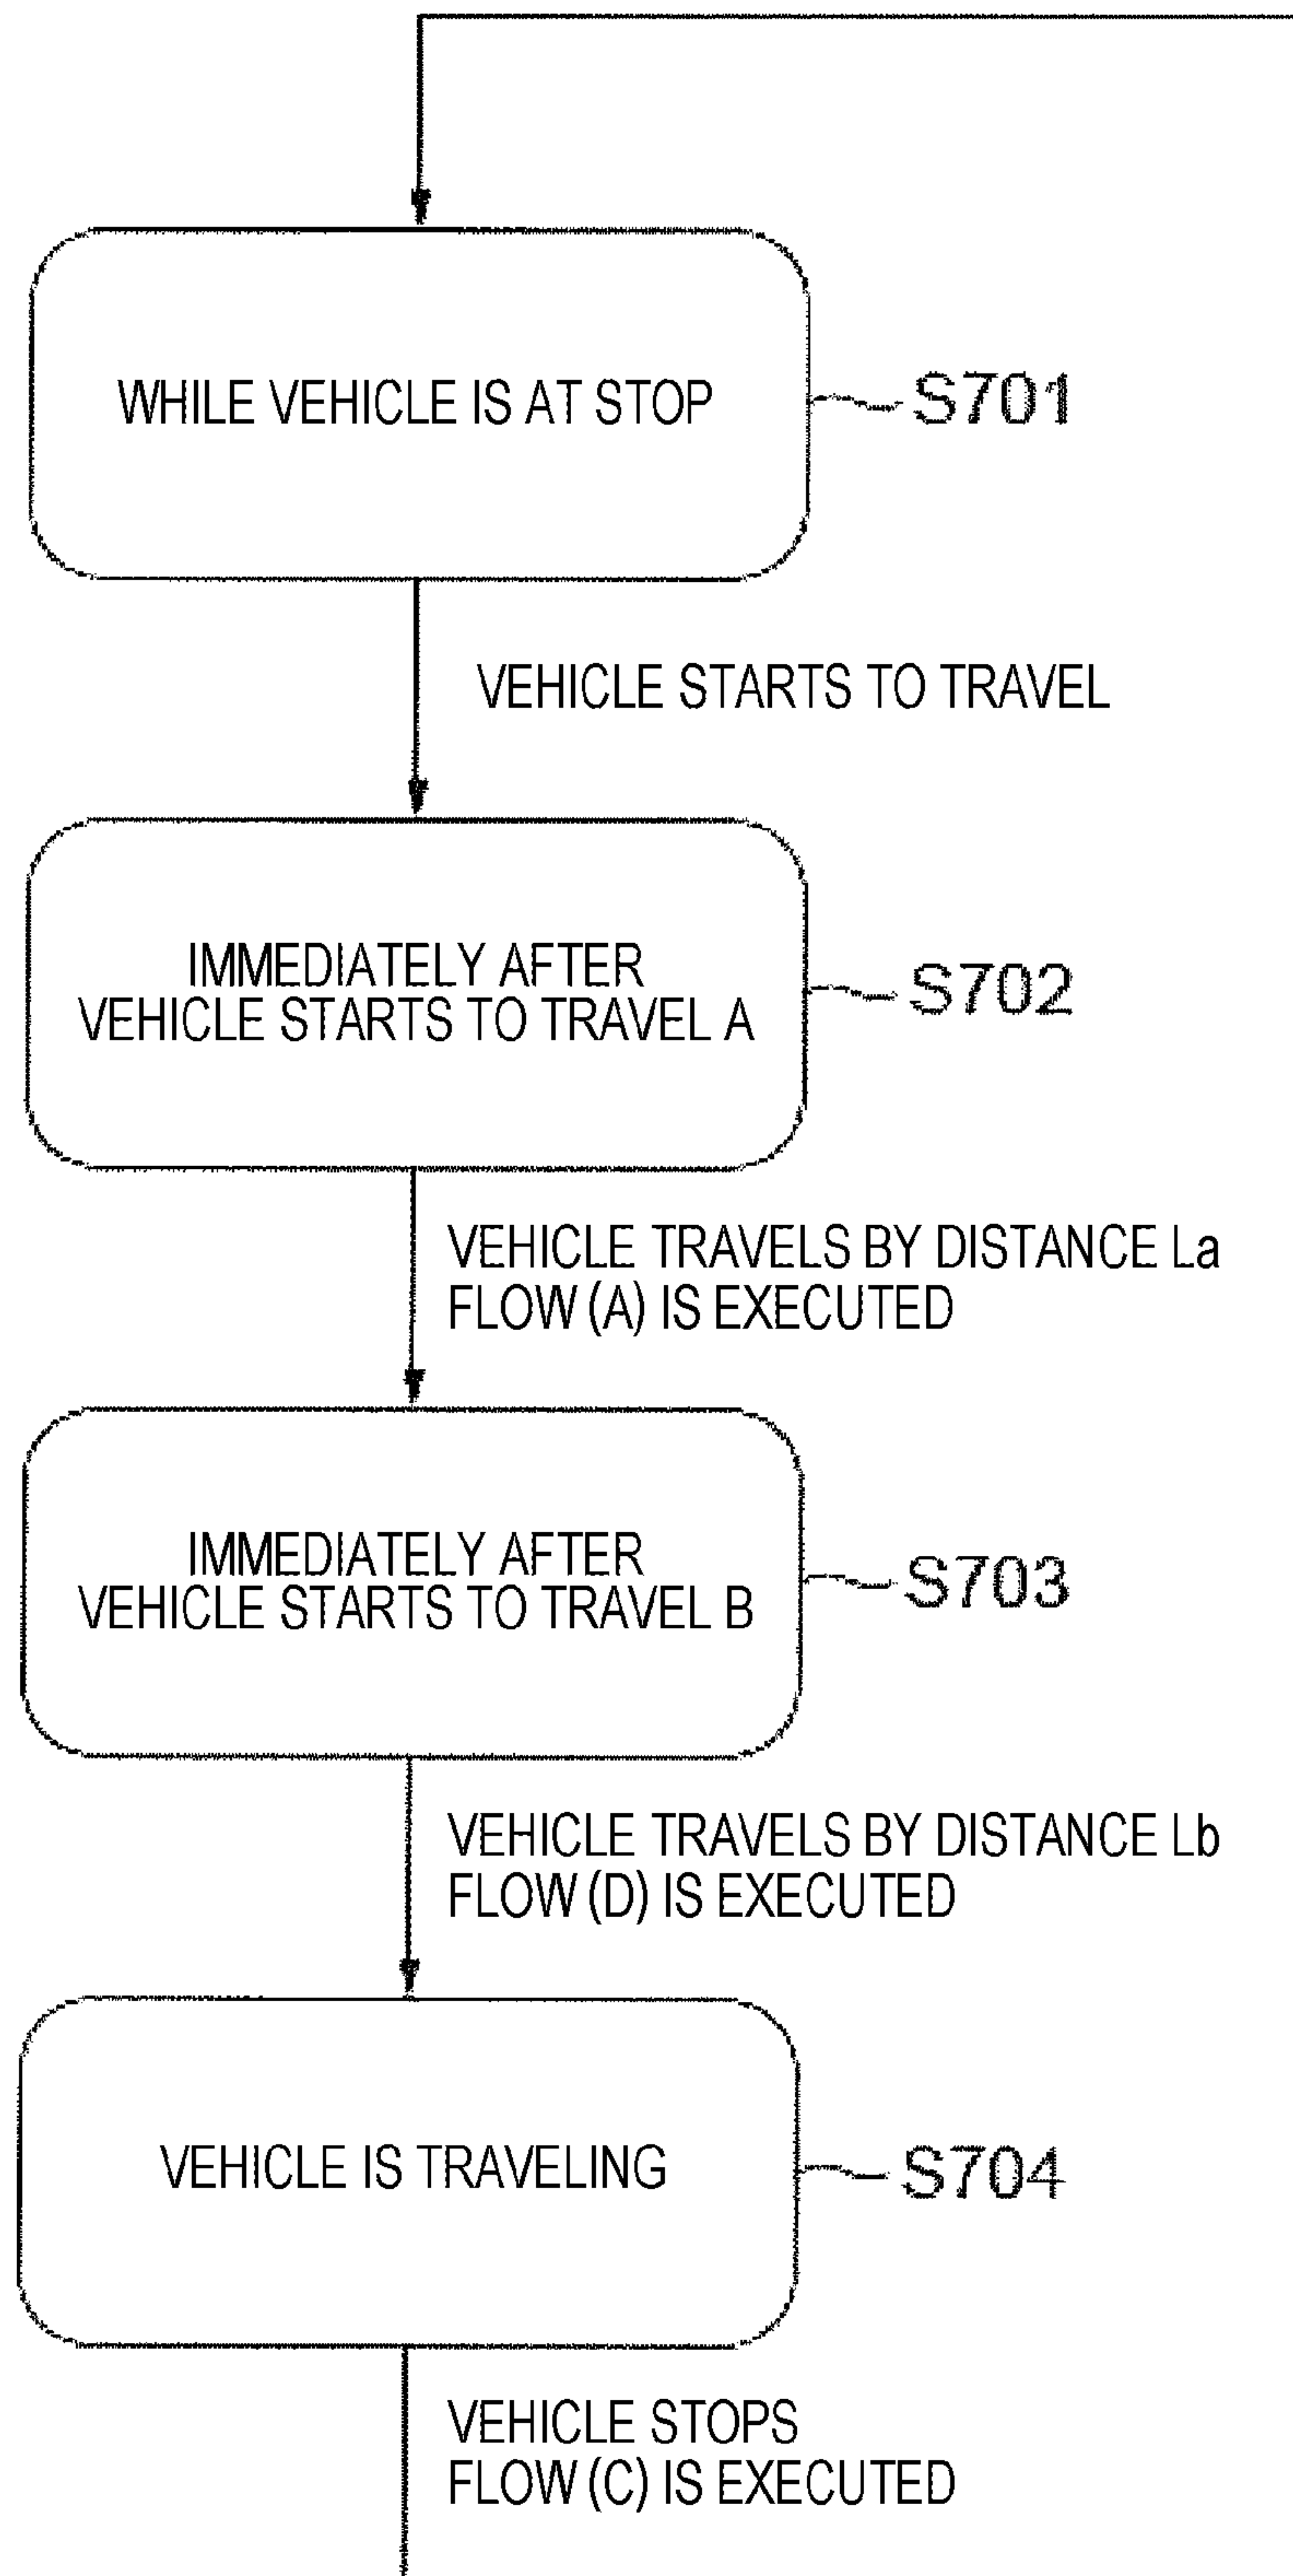 WHILE VEHICLE IS AT STOP
S701
VEHICLE STARTS TO TRAVEL
IMMEDIATELY AFTER
VEHICLE STARTS TO TRAVEL A
S702
VEHICLE TRAVELS BY DISTANCE La
FLOW (A) IS EXECUTED
IMMEDIATELY AFTER
VEHICLE STARTS TO TRAVEL B
S703
VEHICLE TRAVELS BY DISTANCE Lb
FLOW (D) IS EXECUTED
VEHICLE IS TRAVELING
S704
VEHICLE STOPS
FLOW (C) IS EXECUTED